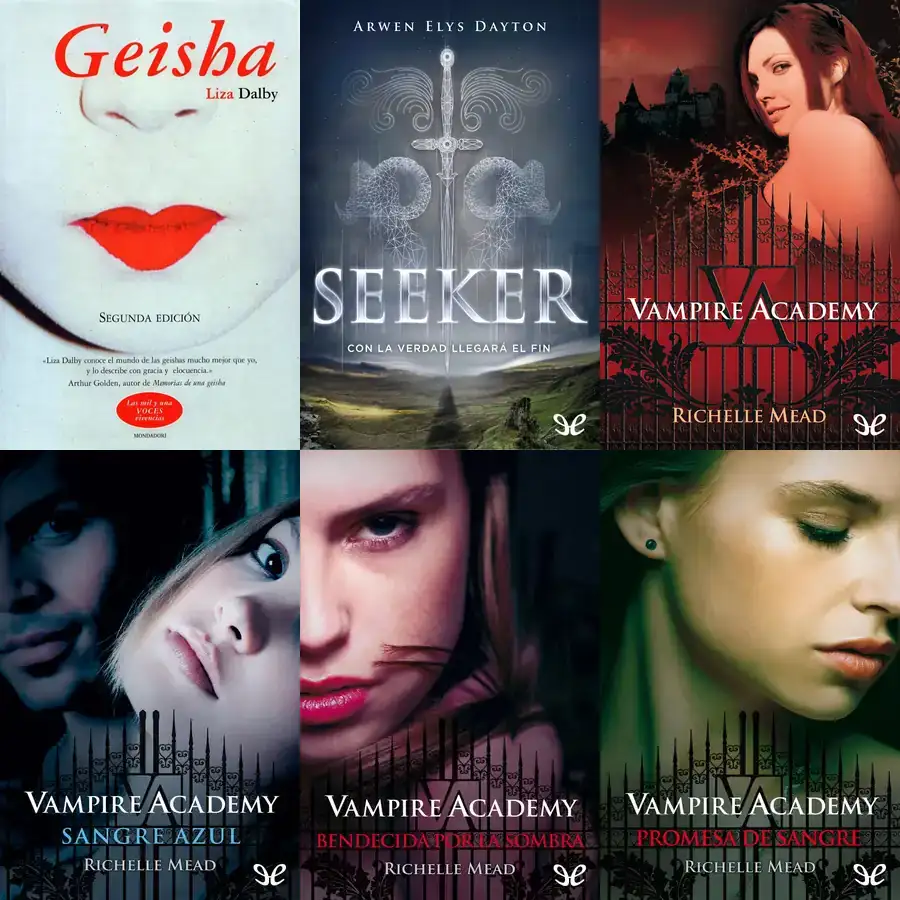 Geisha
Liza Dalby
SEGUNDA EDICIÓN
«Liza Dalby conoce el mundo de las geishas mucho mejor que yo,
y lo describe con gracia y elocuencia.»
Arthur Golden, autor de Memorias de una geisha
Las mil y una
VOCES
vivencias
MONDADORI
ARWEN ELYS DAYTON
SEEKER
CON LA VERDAD LLEGARÁ EL FIN
VAMPIRE ACADEMY
RICHELLE MEAD
VAMPIRE ACADEMY
SANGRE AZUL
RICHELLE MEAD
VAMPIRE ACADEMY
BENDECIDA POR LA SOMBRA
RICHELLE MEAD
VAMPIRE ACADEMY
PROMESA DE SANGRE
RICHELLE MEAD